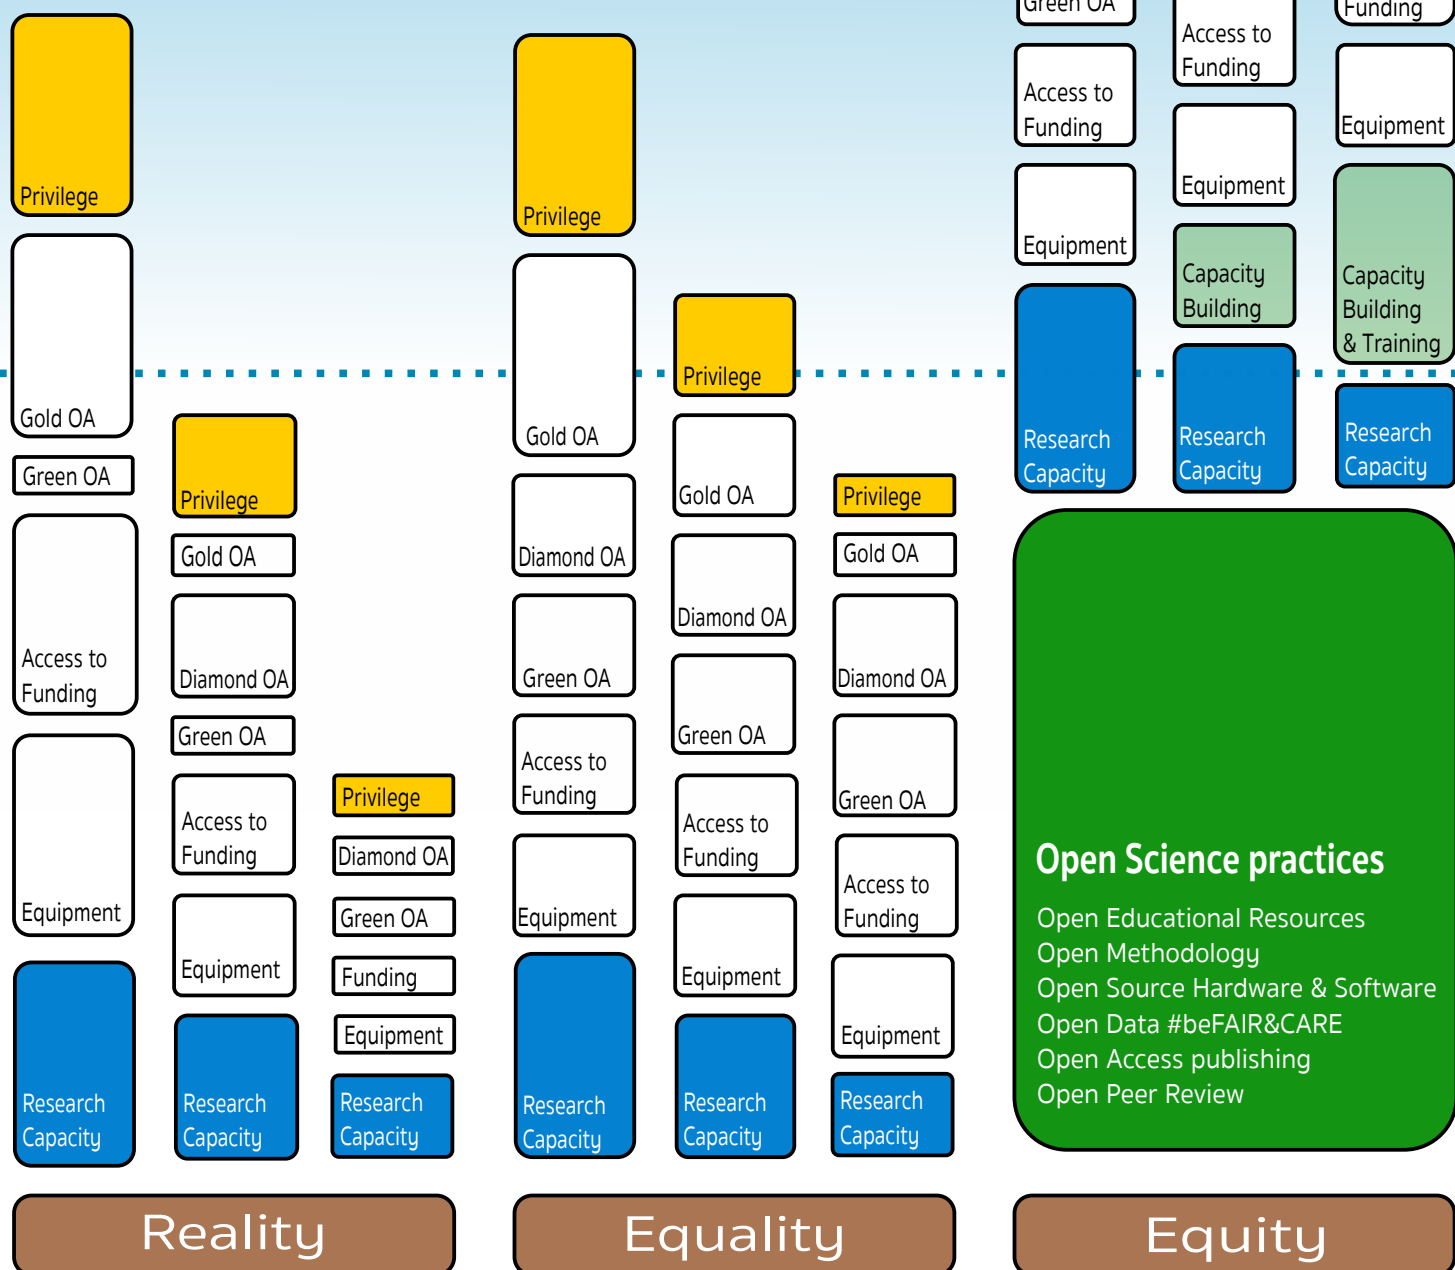 Privilege
Gold OA
Green OA
Access to
Funding
Equipment
Research
Capacity
Privilege
Gold OA
Diamond OA
Green OA
Access to
Funding
Equipment
Research
Capacity
Privilege
Diamond OA
Green OA
Funding
Equipment
Research
Capacity
Reality
Privilege
Gold OA
Diamond OA
Green OA
Access to
Funding
Equipment
Research
Capacity
Privilege
Gold OA
Diamond OA
Green OA
Access to
Funding
Equipment
Research
Capacity
Privilege
Gold OA
Diamond OA
Green OA
Access to
Funding
Equipment
Research
Capacity
Equality
Green OA
Access to
Funding
Equipment
Research
Capacity
Access to
Funding
Equipment
Capacity
Building
Research
Capacity
Funding
Equipment
Capacity
Building
& Training
Research
Capacity
Open Science practices
Open Educational Resources
Open Methodology
Open Source Hardware & Software
Open Data #beFAIR&CARE
Open Access publishing
Open Peer Review
Equity